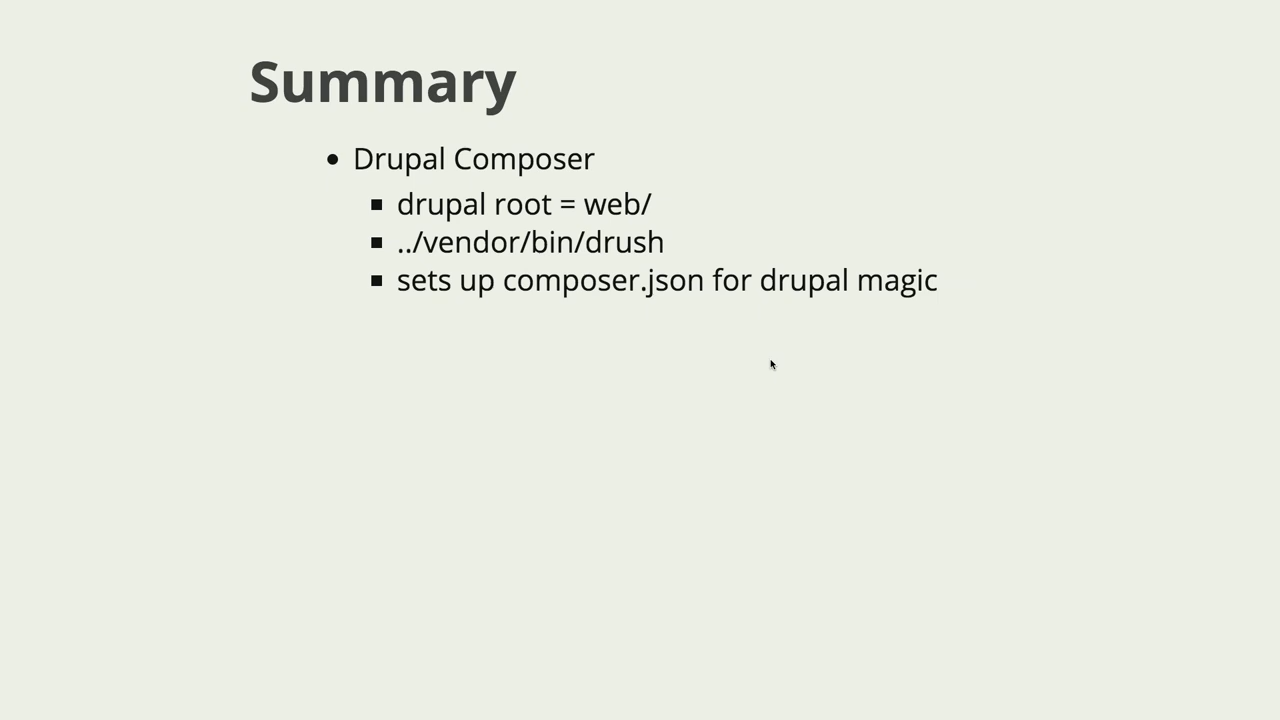 Summary
Drupal Composer
drupal root = web/
../vendor/bin/drush
sets up composer.json for drupal magic